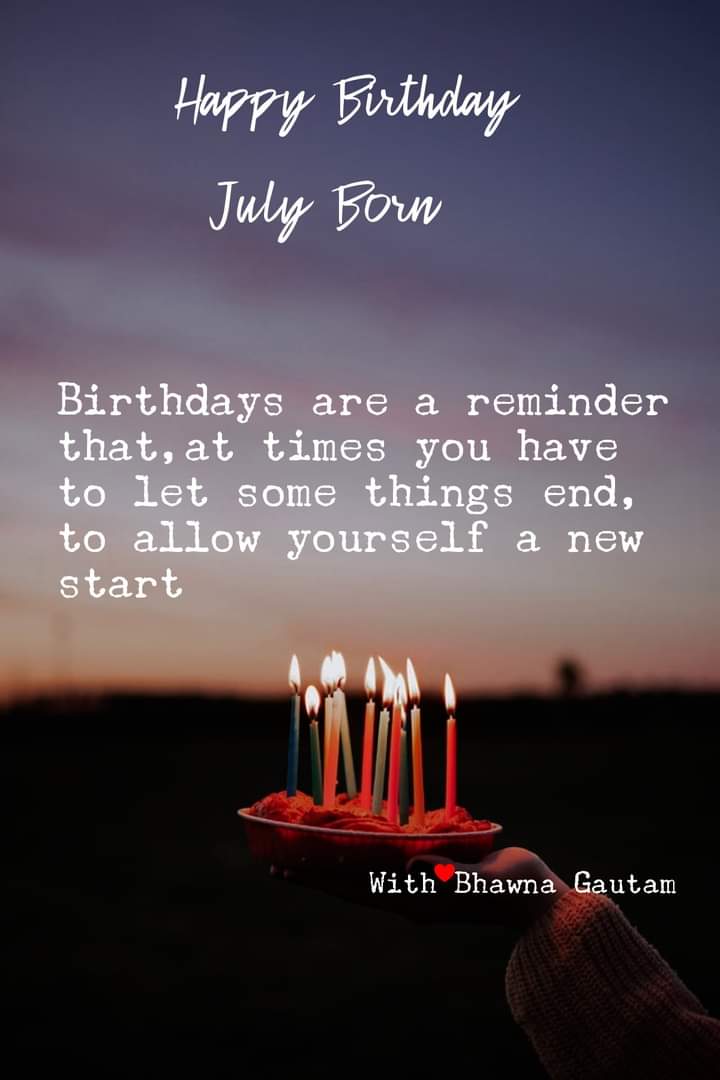 Happy Birthday
July Born
Birthdays are a reminder
that,at times you have
to let some things end,
to allow yourself a new
start
With❤Bhawna Gautam